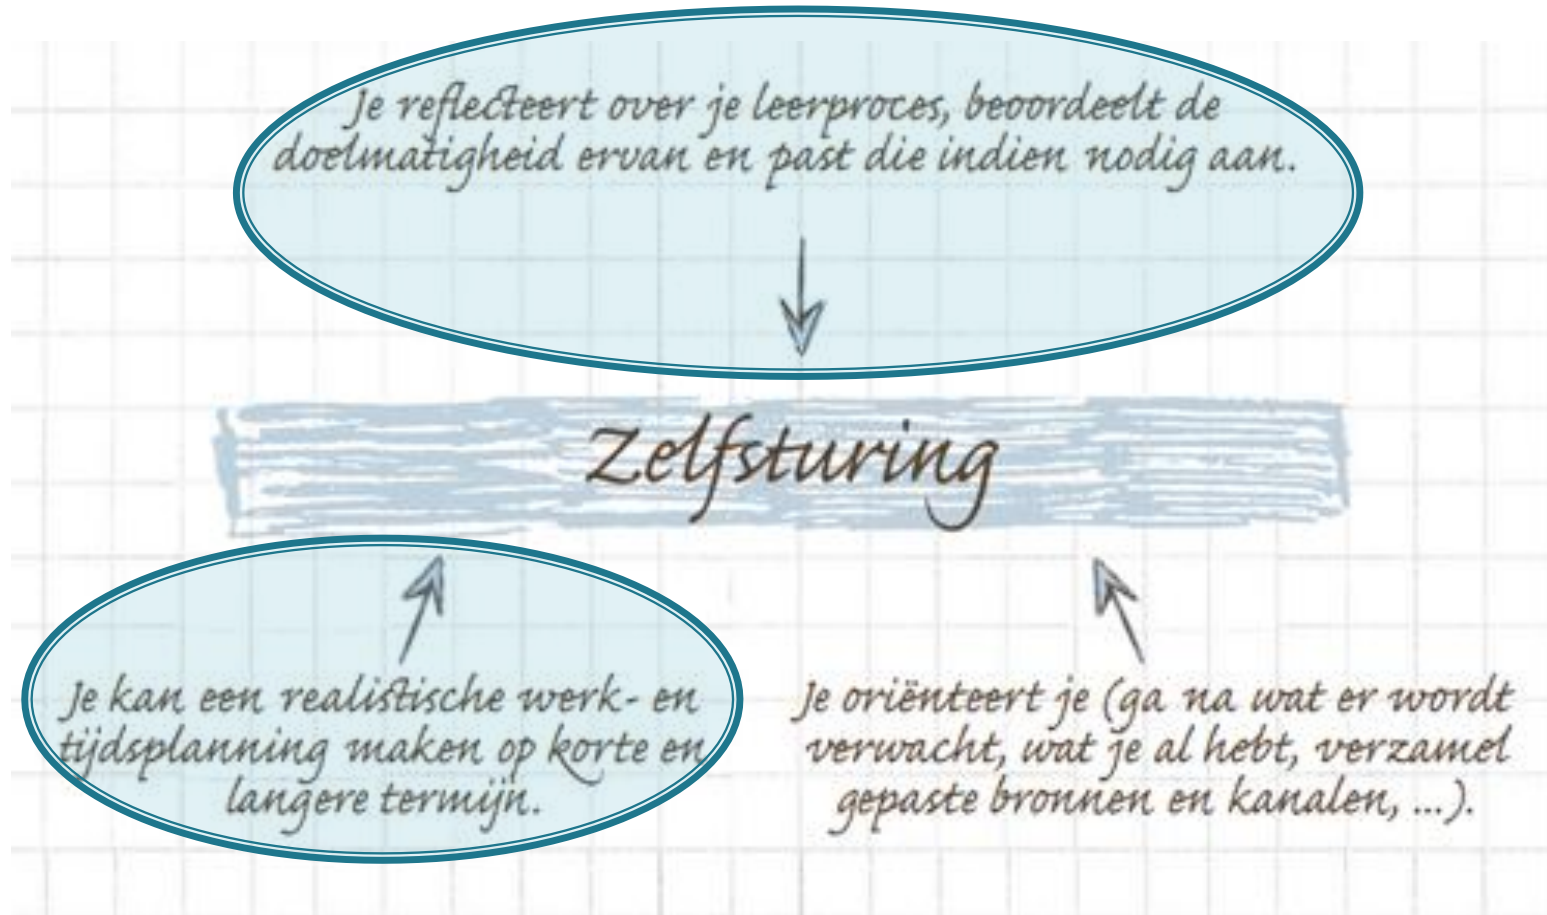 Je reflecteert over je leerproces, beoordeelt de
doelmatigheid ervan en past die indien nodig aan.
Zelfsturing
Je kan een realistische werk- en
tijdsplanning maken op korte en
langere termijn.
Je oriënteert je (ga na wat er wordt
verwacht, wat je al hebt, verzamel
gepaste bronnen en kanalen, ...).